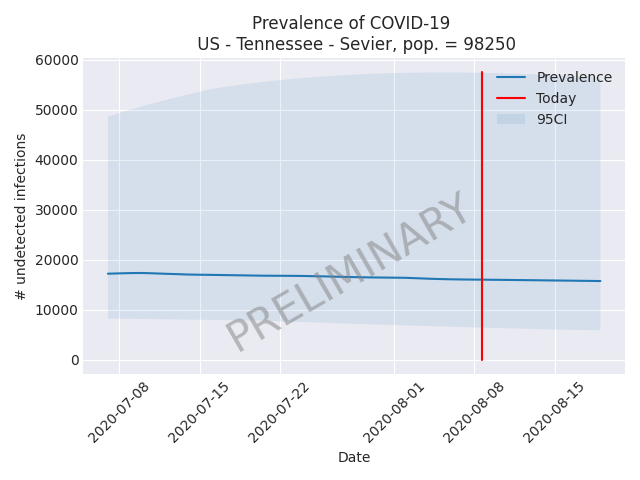 Prevalence of COVID-19
US - Tennessee - Sevier, pop. = 98250
# undetected infections
60000
50000
40000
30000
20000
10000
0
Prevalence
Today
95CI
PRELIMINARY
2020-07-08
2020-07-15
2020-07-22
2020-08-01
2020-08-08
2020-08-15
Date